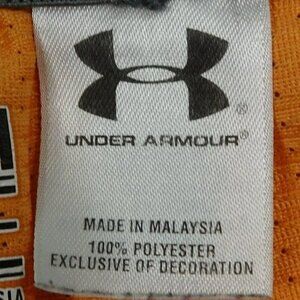 UNDER ARMOUR®
MADE IN MALAYSIA
100% POLYESTER
EXCLUSIVE OF DECORATION